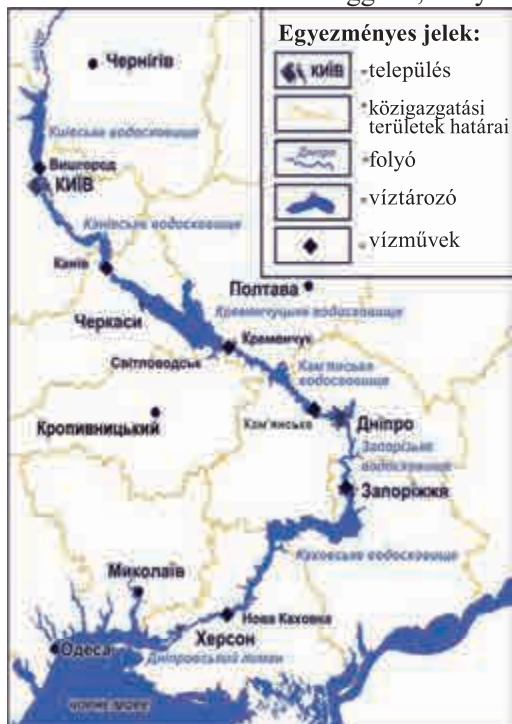 Egyezményes jelek:
КИЇВ
település
közigazgatási
területek határai
Дніпро
folyó
víztározó
vízművek
Чернігів
Київське водосховище
Вишгород
КИЇВ
Канівське водосховище
Канів
Полтава
Кременчуцьке водосховище
Черкаси
Кременчук
Світловодськ
Кам'янське
водосховище
Кропивницький
Кам'янське
Дніпро
Запорізьке
водосховище
Запоріжжя
Каховське водосховище
Миколаїв
Нова Каховка
Херсон
Одеса
Дніпровський лиман
ЧОРНЕ МОРЕ